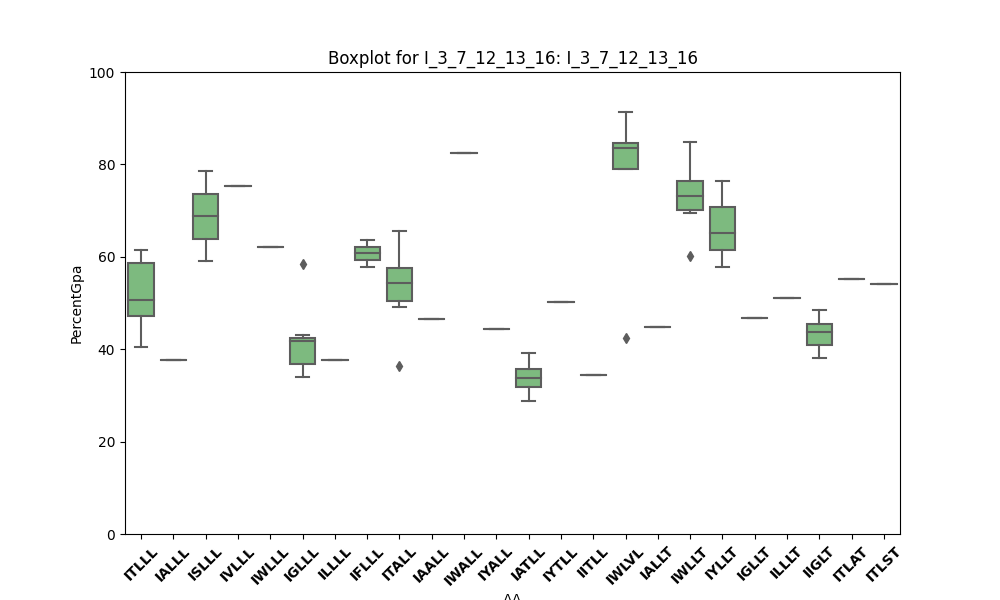 Boxplot for I_3_7_12_13_16: I_3_7_12_13_16
100
80
60
40
20
0
PercentGpa
ITLLL IALLL ISLLL IVLLL IWLLL IGLLL ILLLL IFLLL ITALL IAALL IWALL IYALL IATLL IYTLL IITLL IWLVL IALLT IWLLT IYLLT IGLLT ILLLT IIGLT ITLAT ITLST
AA